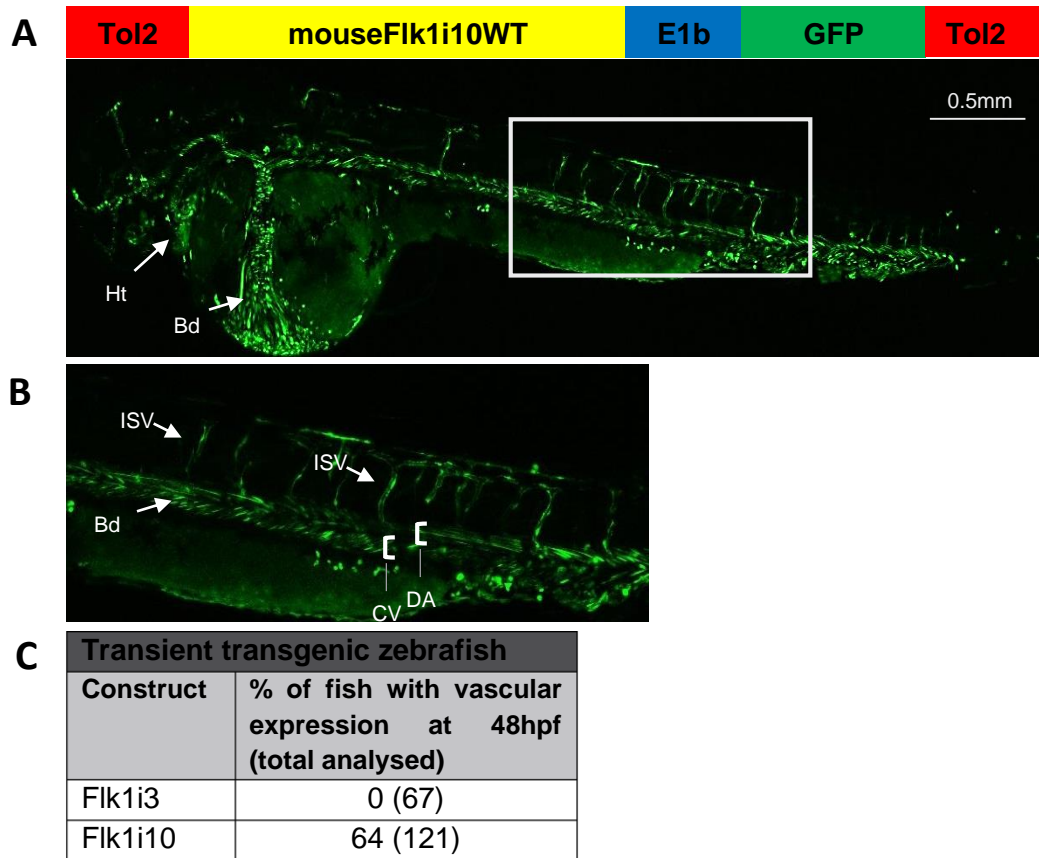 A
Tol2 mouseFlk1i10WT E1b GFP Tol2
0.5mm
Ht
Bd
B
ISV
ISV
Bd
CV
DA
C
Transient transgenic zebrafish
Construct
% of fish with vascular
expression at 48hpf
(total analysed)
Flk1i3 0 (67)
Flk1i10 64 (121)